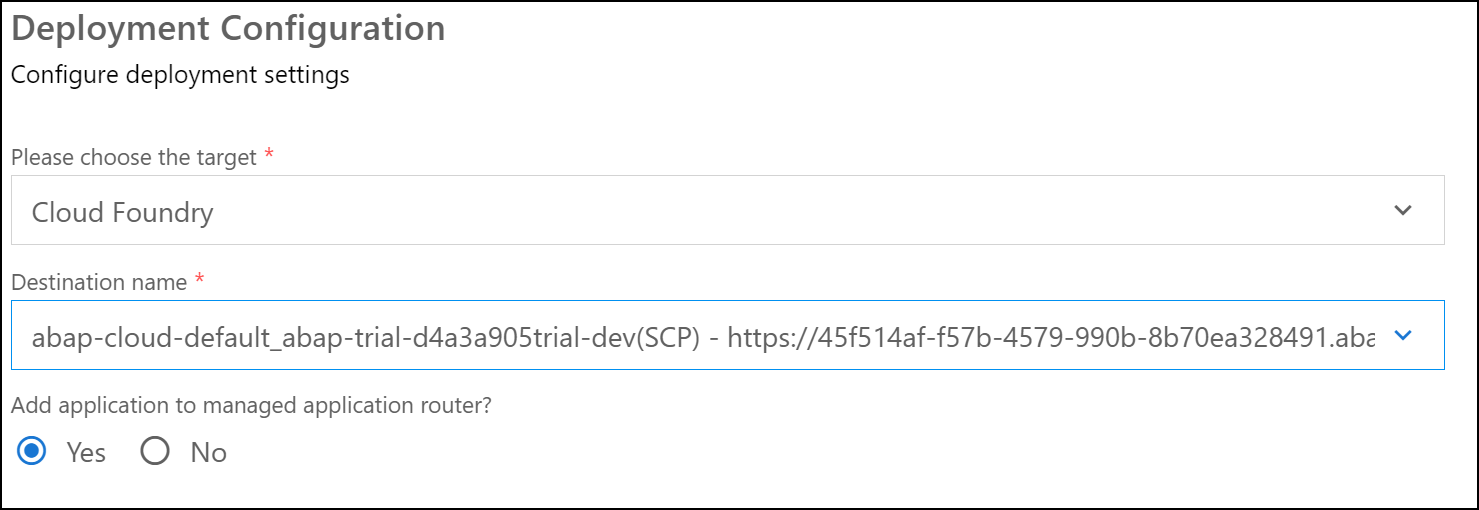 Deployment Configuration
Configure deployment settings
Please choose the target *
Cloud Foundry
Destination name *
abap-cloud-default_abap-trial-d4a3a905trial-dev(SCP) - https://45f514af-f57b-4579-990b-8b70ea328491.aba
Add application to managed application router?
Yes No